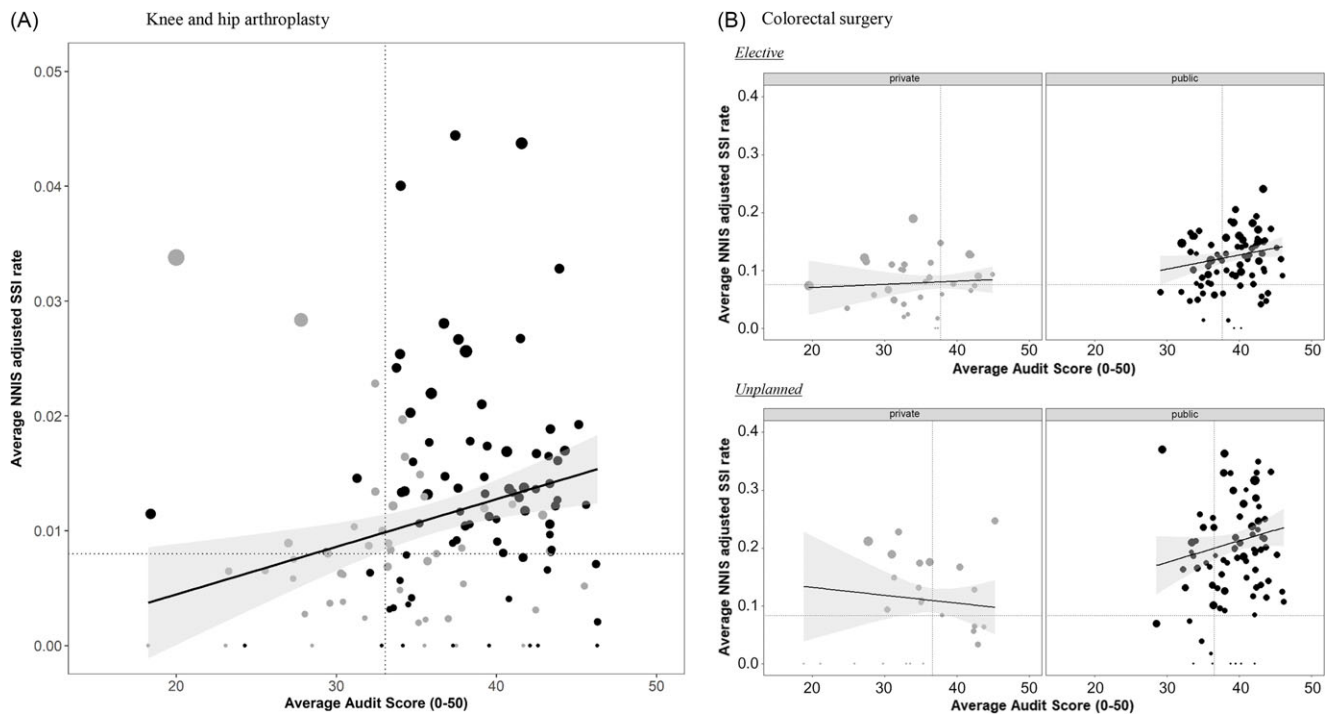 (A)
Knee and hip arthroplasty
0.05
0.04
0.03
0.02
0.01
0.00
Average NNIS adjusted SSI rate
20 30 40 50
Average Audit Score (0-50)
(B) Colorectal surgery
Elective
private public
0.4
0.3
0.2
0.1
0.0
Average NNIS adjusted SSI rate
20 30 40 50 20 30 40 50
Average Audit Score (0-50)
Unplanned
private public
0.4
0.3
0.2
0.1
0.0
Average NNIS adjusted SSI rate
20 30 40 50 20 30 40 50
Average Audit Score (0-50)